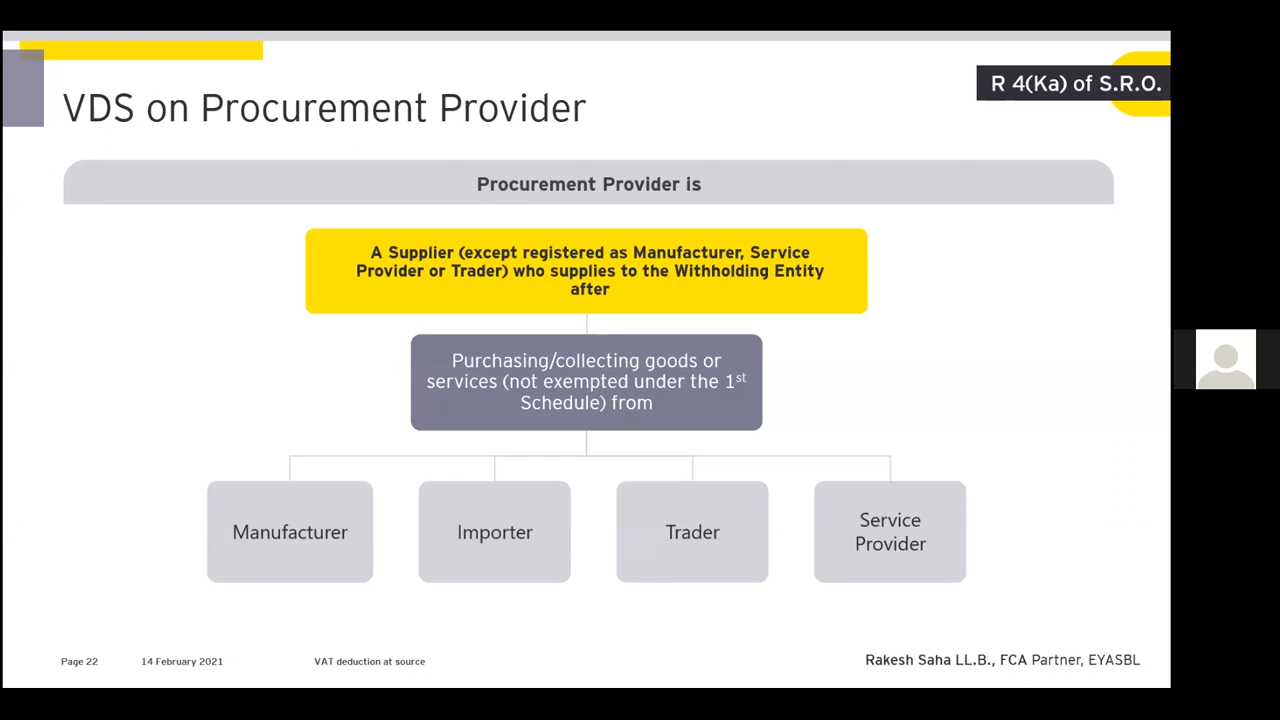 R 4(Ka) of S.R.O.
VDS on Procurement Provider
Procurement Provider is
A Supplier (except registered as Manufacturer, Service
Provider or Trader) who supplies to the Withholding Entity
after
Purchasing/collecting goods or
services (not exempted under the 1st
Schedule) from
Manufacturer
Importer
Trader
Service
Provider
Page 22
14 February 2021
VAT deduction at source
Rakesh Saha LL.B., FCA Partner, EYASBL